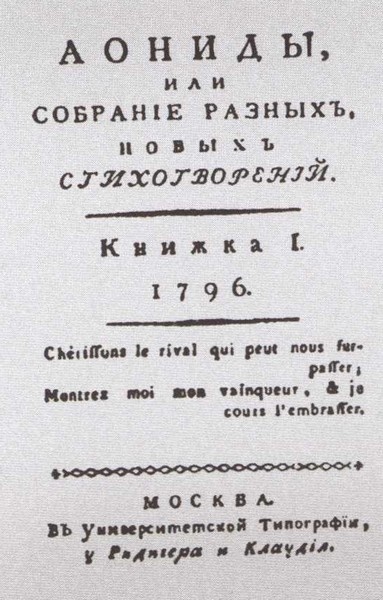 АОНИДЫ,
ИЛИ
СОБРАНІЕ РАЗНЫХЪ,
НОВЫХЪ
СТИХОТВОРЕНІЙ.
Книжка I.
1796.
Chérissons le rival qui peut nous sur-
passer;
Montrez moi mon vainqueur, & je
cours l'embrasser.
МОСКВА.
Въ Университетской Типографіи,
у Ридигера и Клаудія.